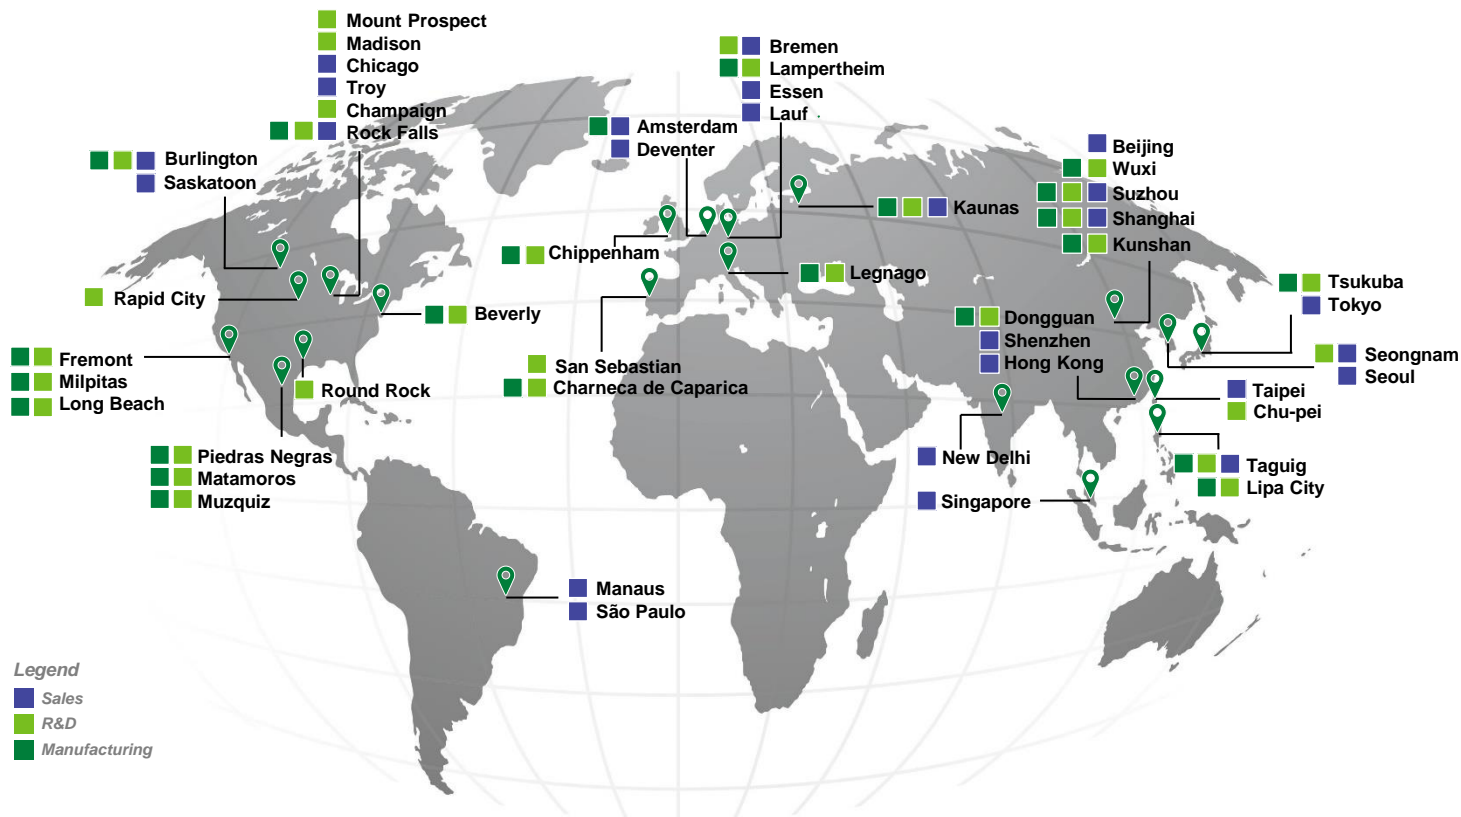 Mount Prospect
Madison
Chicago
Troy
Champaign
Rock Falls
Burlington
Saskatoon
Rapid City
Beverly
Fremont
Milpitas
Long Beach
Round Rock
Piedras Negras
Matamoros
Muzquiz
Manaus
São Paulo
Bremen
Lampertheim
Essen
Lauf
Amsterdam
Deventer
Kaunas
Chippenham
Legnago
San Sebastian
Charneca de Caparica
Beijing
Wuxi
Suzhou
Shanghai
Kunshan
Tsukuba
Tokyo
Dongguan
Shenzhen
Hong Kong
Seongnam
Seoul
Taipei
Chu-pei
New Delhi
Singapore
Taguig
Lipa City
Legend
Sales
R&D
Manufacturing